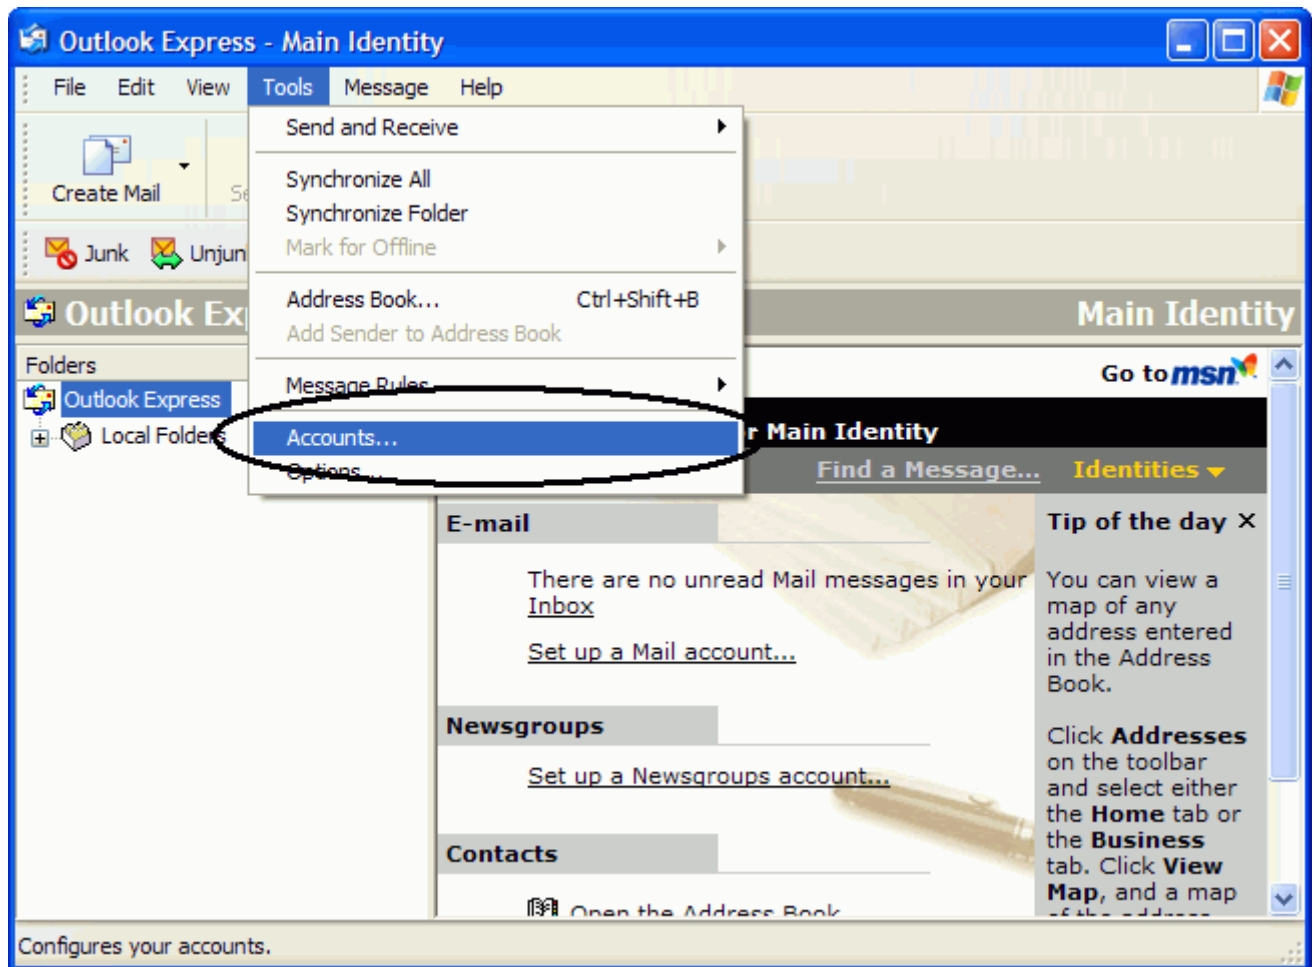 Outlook Express - Main Identity
File Edit View Tools Message Help
Send and Receive
Create Mail
Synchronize All
Synchronize Folder
Mark for Offline
Junk
Address Book... Ctrl+Shift+B
Add Sender to Address Book
Outlook
Main Identity
Folders
Message Rules
Go to msn
Outlook Express
Local Folders
Accounts...
Main Identity
Options...
Find a Message... Identities
E-mail
There are no unread Mail messages in your
Inbox
Set up a Mail account...
Newsgroups
Set up a Newsgroups account...
Contacts
Open the Address Book
Tip of the day
You can view a
map of any
address entered
in the Address
Book.
Click Addresses
on the toolbar
and select either
the Home tab or
the Business
tab. Click View
Map, and a map
of the address
Configures your accounts.